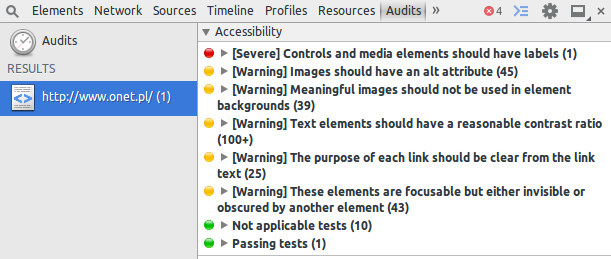 Elements Network Sources Timeline Profiles Resources Audits » 4
Audits
RESULTS
http://www.onet.pl/ (1)
Accessibility
[Severe] Controls and media elements should have labels (1)
[Warning] Images should have an alt attribute (45)
[Warning] Meaningful images should not be used in element
backgrounds (39)
[Warning] Text elements should have a reasonable contrast ratio
(100+)
[Warning] The purpose of each link should be clear from the link
text (25)
[Warning] These elements are focusable but either invisible or
obscured by another element (43)
Not applicable tests (10)
Passing tests (1)